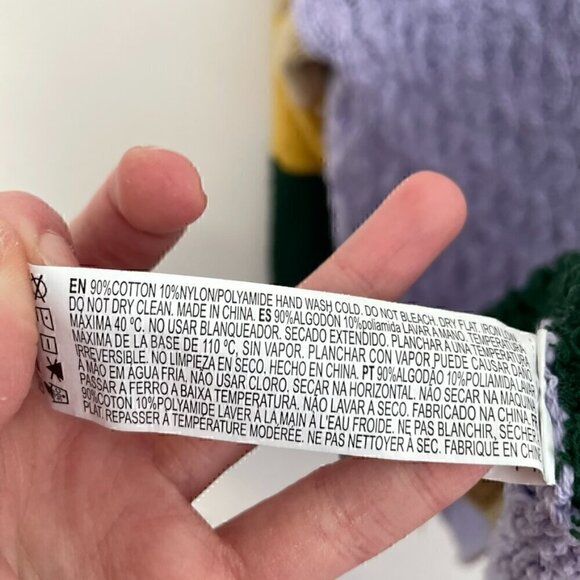 EN 90%COTTON 10%NYLON/POLYAMIDE HAND WASH COLD. DO NOT BLEACH. DRY FLAT. IRON LOW.
DO NOT DRY CLEAN. MADE IN CHINA. ES 90%ALGODÓN 10%poliamida LAVAR A MANO. TEMPERATURA
MÁXIMA 40 ºC. NO USAR BLANQUEADOR. SECADO EXTENDIDO. PLANCHAR A UNA TEMPERATURA
MÁXIMA DE LA BASE DE 110 ºC, SIN VAPOR. PLANCHAR CON VAPOR PUEDE CAUSAR DAÑO
IRREVERSIBLE. NO LIMPIEZA EN SECO. HECHO EN CHINA. PT 90%ALGODÃO 10%POLIAMIDA
A MÃO EM ÁGUA FRIA, NÃO USAR CLORO. SECAR NA HORIZONTAL. NÃO SECAR NA MÁQUINA
PASSAR A FERRO A BAIXA TEMPERATURA. NÃO LAVAR A SECO. FABRICADO NA CHINA.
90%COTON 10%POLYAMIDE LAVER À LA MAIN À L'EAU FROIDE. NE PAS BLANCHIR, SÉCHER
PLAT, REPASSER À TEMPÉRATURE MODÉRÉE. NE PAS NETTOYER À SEC. FABRIQUÉ EN CHINE